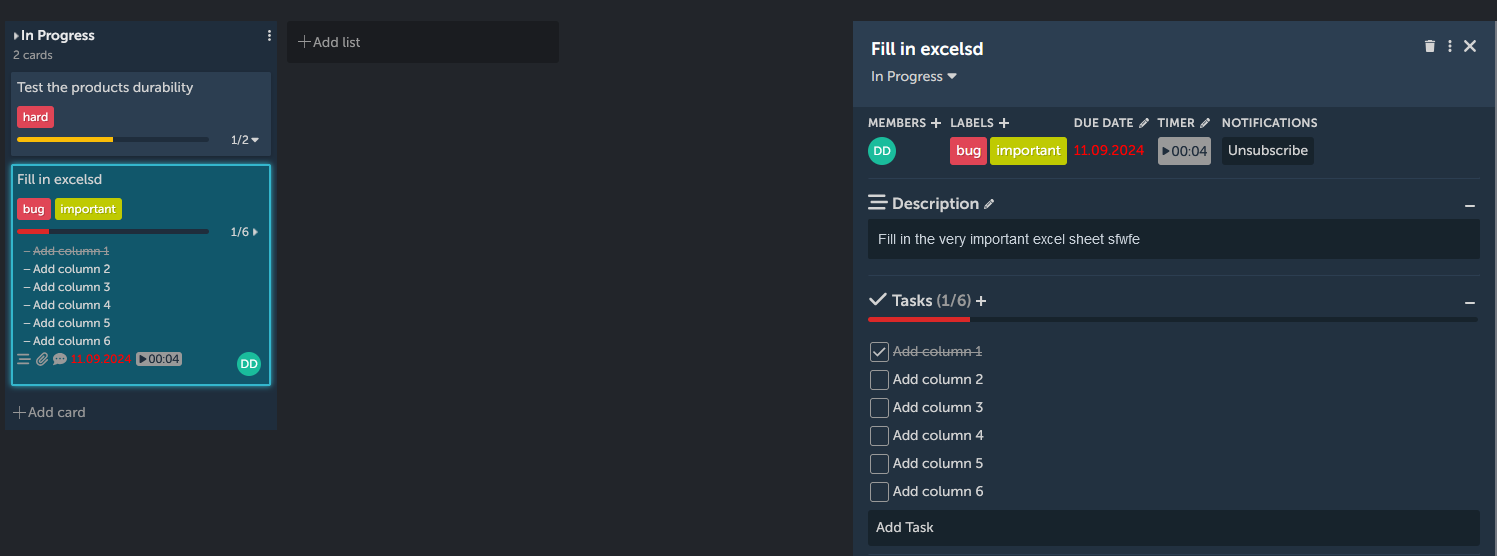 In Progress
2 cards
Test the products durability
hard
1/2
Fill in excelsd
bug important
1/6
– Add column 1
– Add column 2
– Add column 3
– Add column 4
– Add column 5
– Add column 6
11.09.2024 00:04 DD
Add card
Add list
Fill in excelsd
In Progress
MEMBERS LABELS DUE DATE TIMER NOTIFICATIONS
DD bug important 11.09.2024 00:04 Unsubscribe
Description
Fill in the very important excel sheet sfwfe
Tasks (1/6)
Add column 1
Add column 2
Add column 3
Add column 4
Add column 5
Add column 6
Add Task